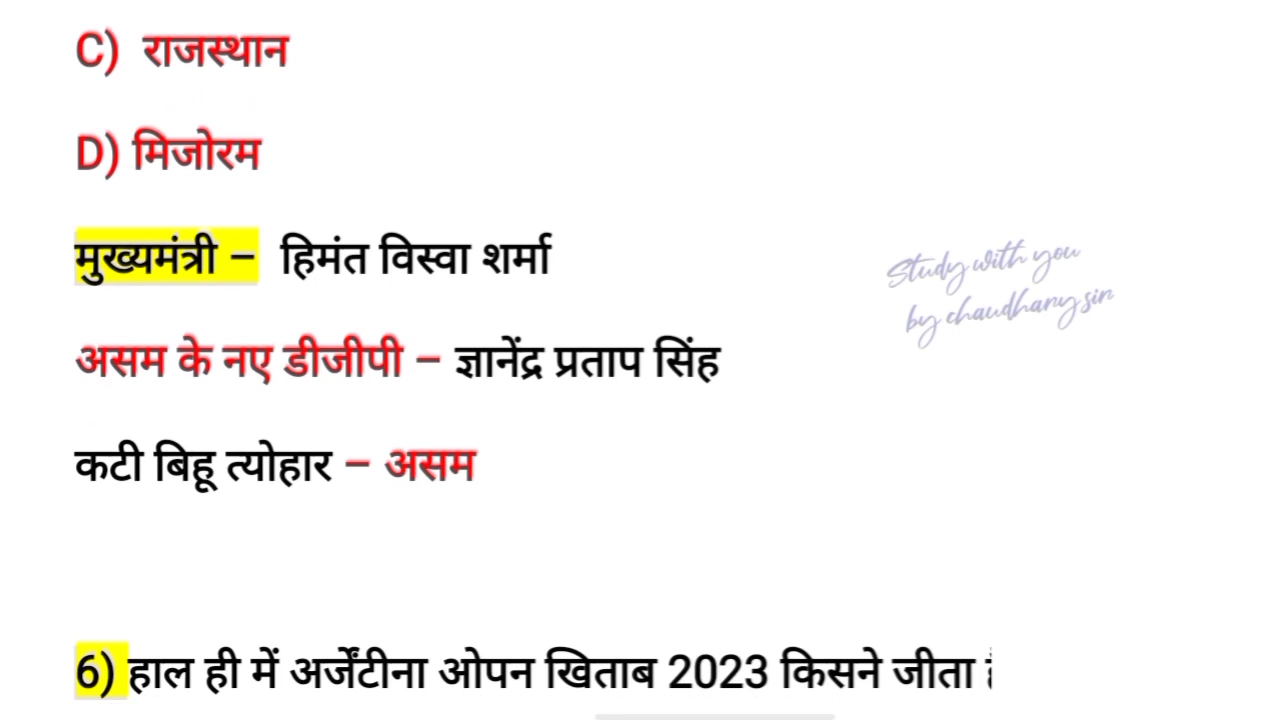 C) राजस्थान
D) मिजोरम
मुख्यमंत्री – हिमंत विस्वा शर्मा
Study with you
by chaudhary sir
असम के नए डीजीपी – ज्ञानेंद्र प्रताप सिंह
कटी बिहू त्योहार – असम
6) हाल ही में अर्जेंटीना ओपन खिताब 2023 किसने जीता